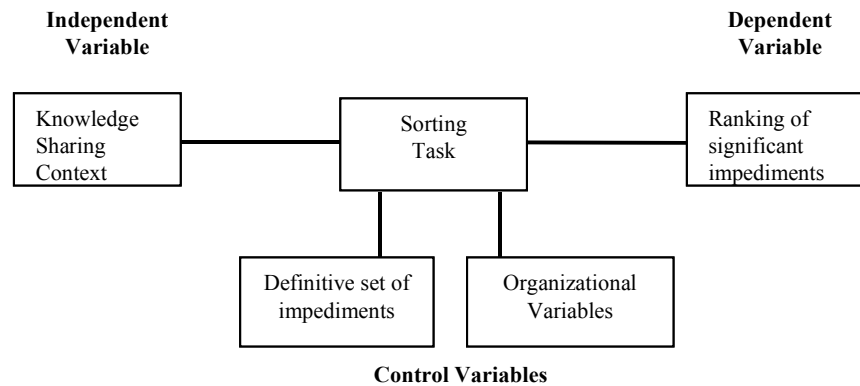 Independent
Variable
Dependent
Variable
Knowledge
Sharing
Context
Sorting
Task
Ranking of
significant
impediments
Definitive set of
impediments
Organizational
Variables
Control Variables